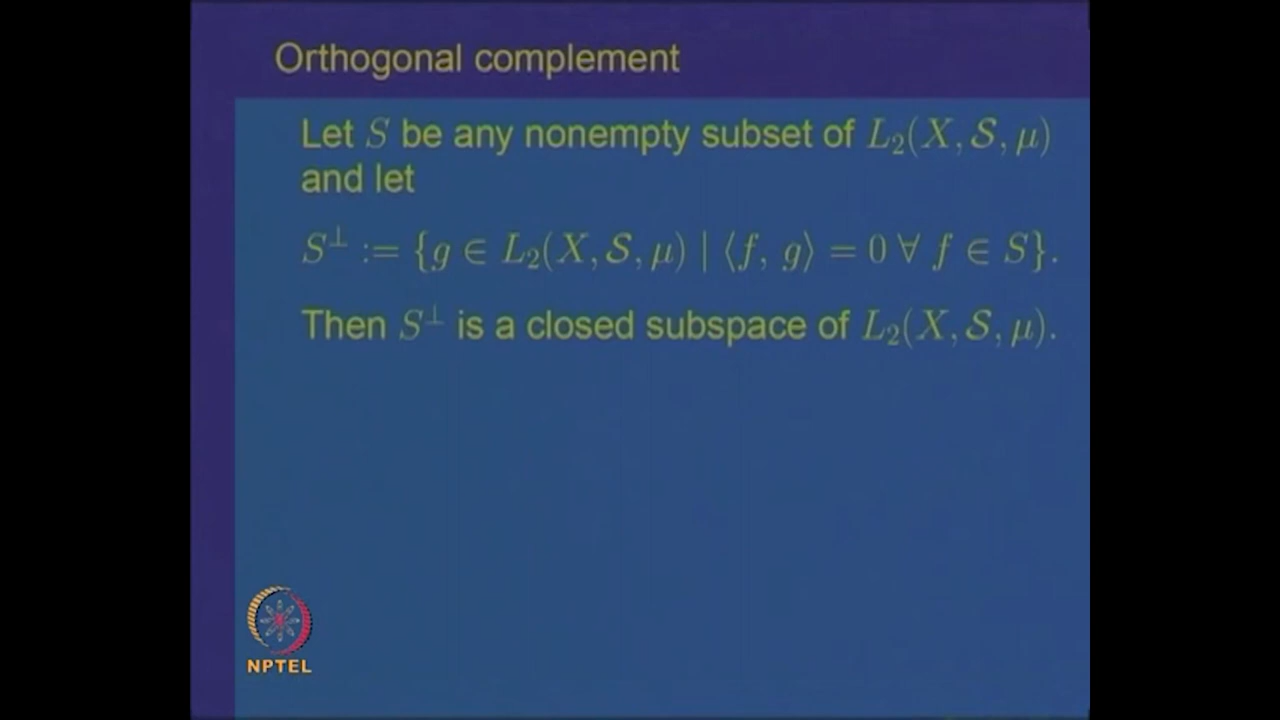 Orthogonal complement
Let S be any nonempty subset of L₂(X, 𝒮, μ)
and let
S^⊥ := {g ∈ L₂(X, 𝒮, μ) | ⟨f, g⟩ = 0 ∀ f ∈ S}.
Then S^⊥ is a closed subspace of L₂(X, 𝒮, μ).
NPTEL